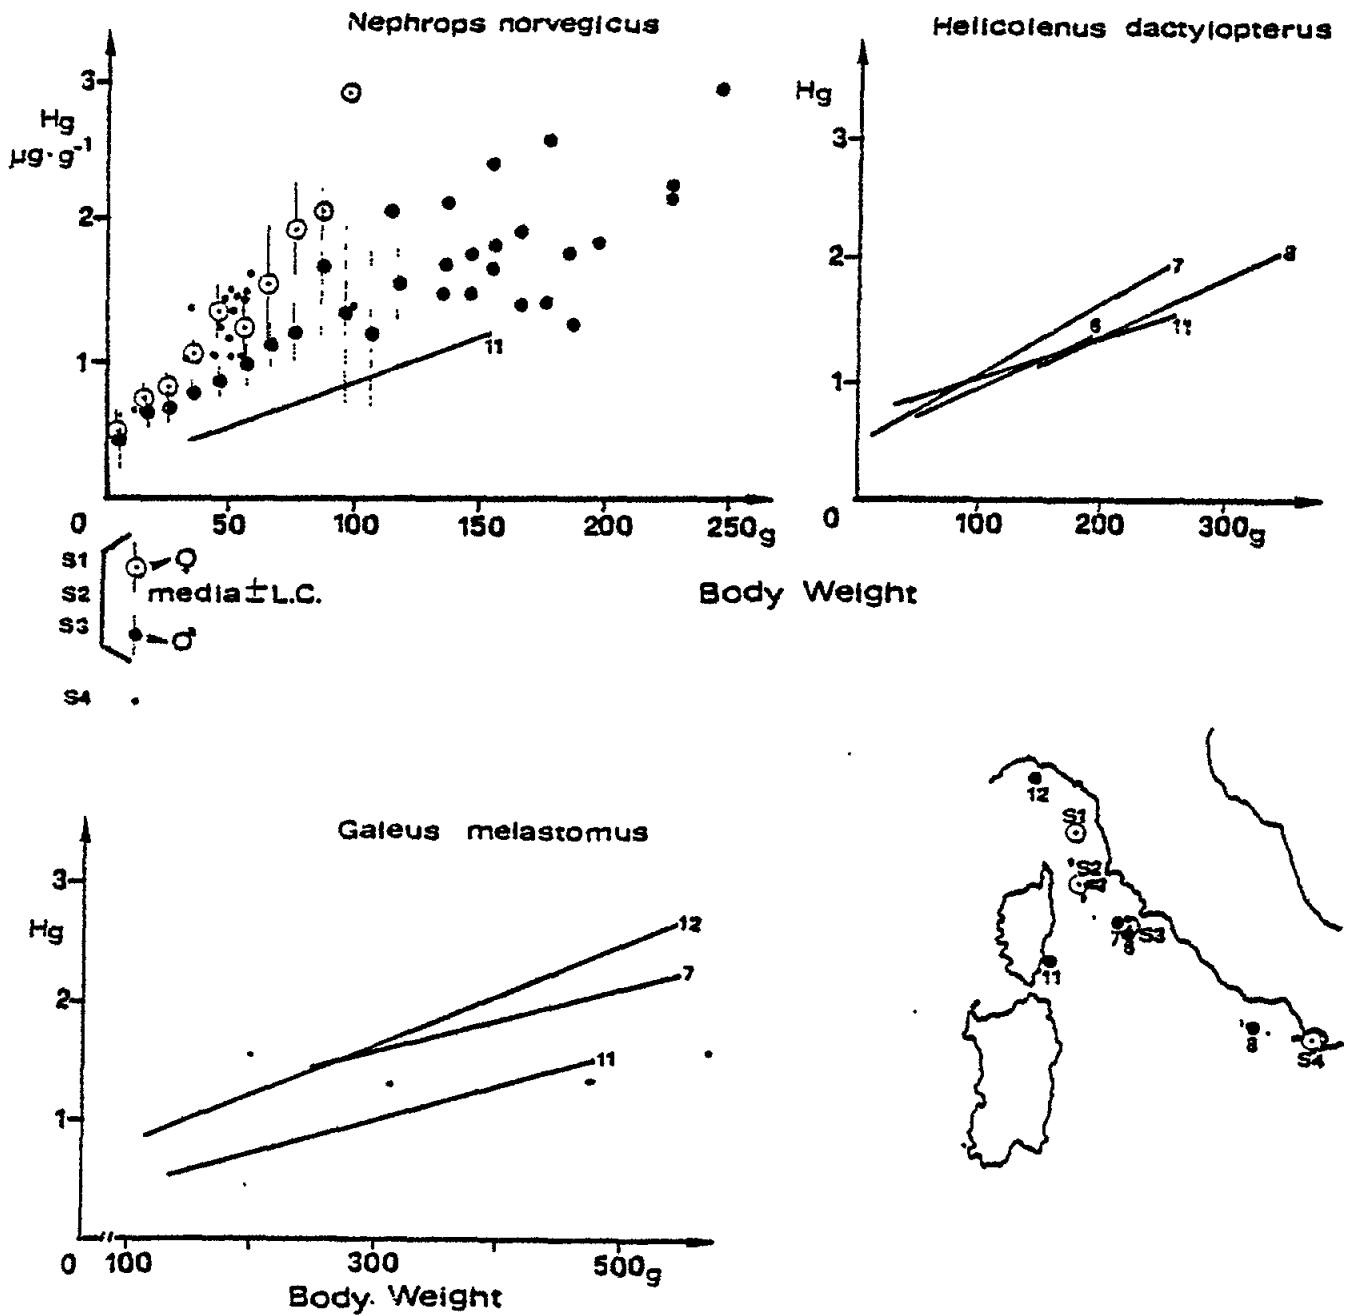 Nephrops norvegicus
3
Hg
μg·g-1
2
1
11
0 50 100 150 200 250g
Helicolenus dactylopterus
Hg
3
2
1
7
8
6
11
0 100 200 300g
Body Weight
S1
S2
S3
♀
media±L.C.
♂
S4
Galeus melastomus
3
Hg
2
1
12
7
11
0 100 300 500g
Body. Weight
12
S1
S2
7
6
S3
11
8
S4